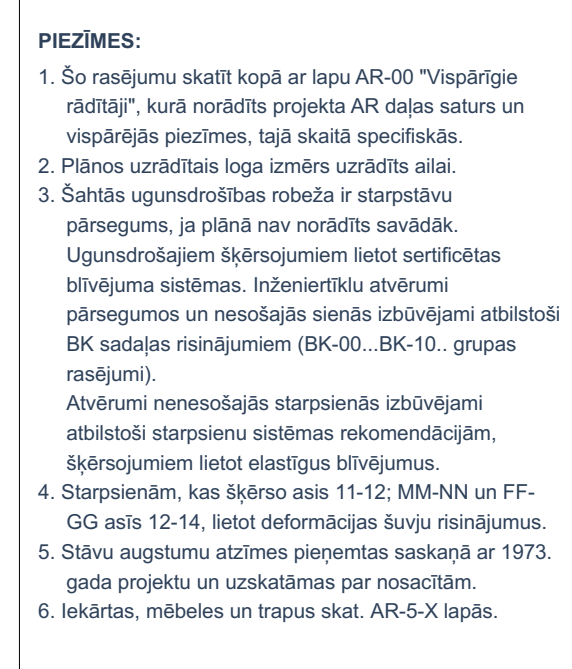 PIEZĪMES:
1. Šo rasējumu skatīt kopā ar lapu AR-00 "Vispārīgie
rādītāji", kurā norādīts projekta AR daļas saturs un
vispārējās piezīmes, tajā skaitā specifiskās.
2. Plānos uzrādītais loga izmērs uzrādīts ailai.
3. Šahtās ugunsdrošības robeža ir starpstāvu
pārsegums, ja plānā nav norādīts savādāk.
Ugunsdrošajiem šķērsojumiem lietot sertificētas
blīvējuma sistēmas. Inženiertīklu atvērumi
pārsegumos un nesošajās sienās izbūvējami atbilstoši
BK sadaļas risinājumiem (BK-00...BK-10.. grupas
rasējumi).
Atvērumi nenesošajās starpsienās izbūvējami
atbilstoši starpsienu sistēmas rekomendācijām,
šķērsojumiem lietot elastīgus blīvējumus.
4. Starpsienām, kas šķērso asis 11-12; MM-NN un FF-
GG asīs 12-14, lietot deformācijas šuvju risinājumus.
5. Stāvu augstumu atzīmes pieņemtas saskaņā ar 1973.
gada projektu un uzskatāmas par nosacītām.
6. Iekārtas, mēbeles un trapus skat. AR-5-X lapās.